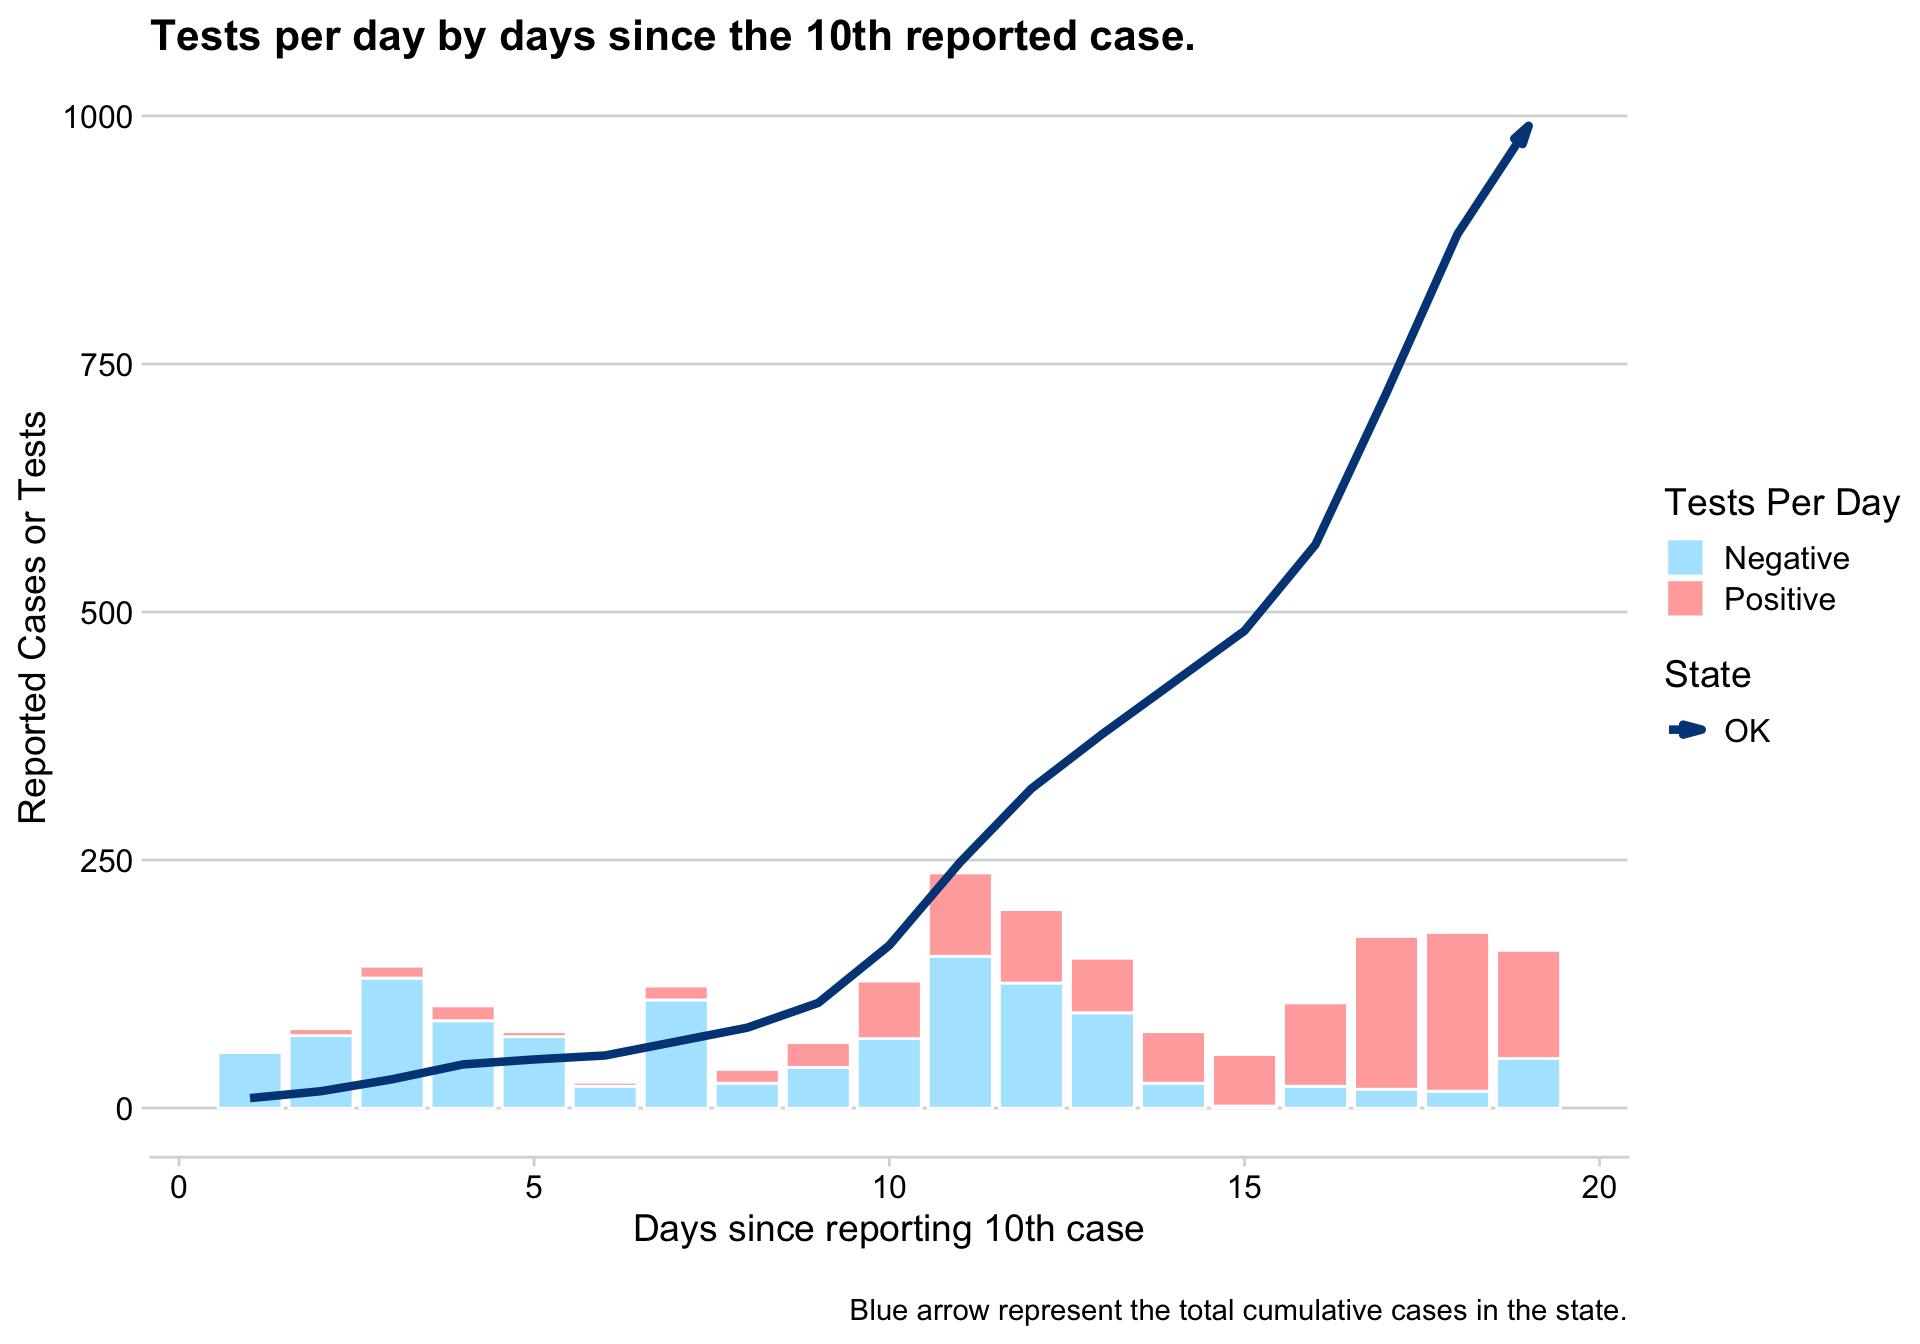 Tests per day by days since the 10th reported case.
1000
750
500
250
0
Reported Cases or Tests
0
5
10
15
20
Days since reporting 10th case
Tests Per Day
Negative
Positive
State
OK
Blue arrow represent the total cumulative cases in the state.